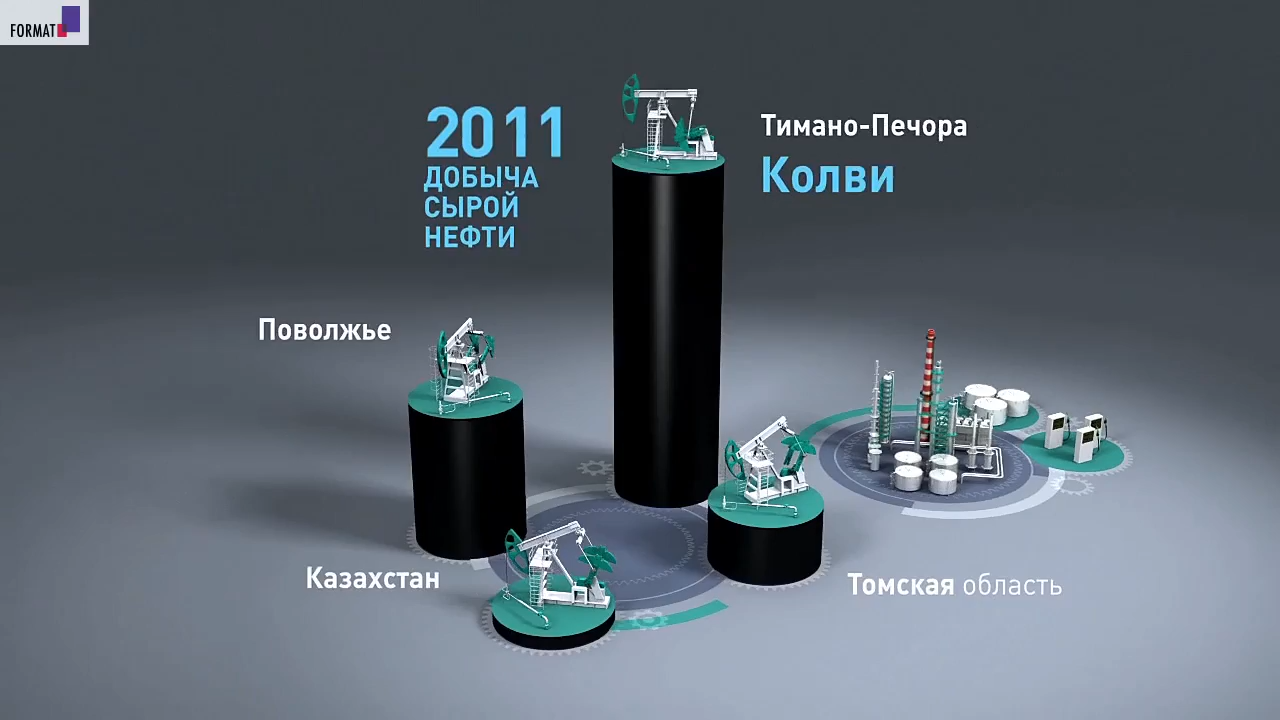 FORMAT
2011
ДОБЫЧА
СЫРОЙ
НЕФТИ
Тимано-Печора
Колви
Поволжье
Казахстан
Томская область